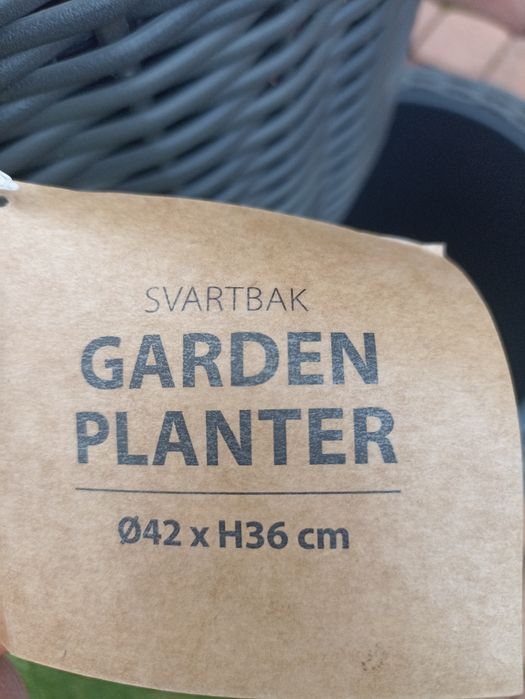 SVARTBAK
GARDEN
PLANTER
Ø42 x H36 cm